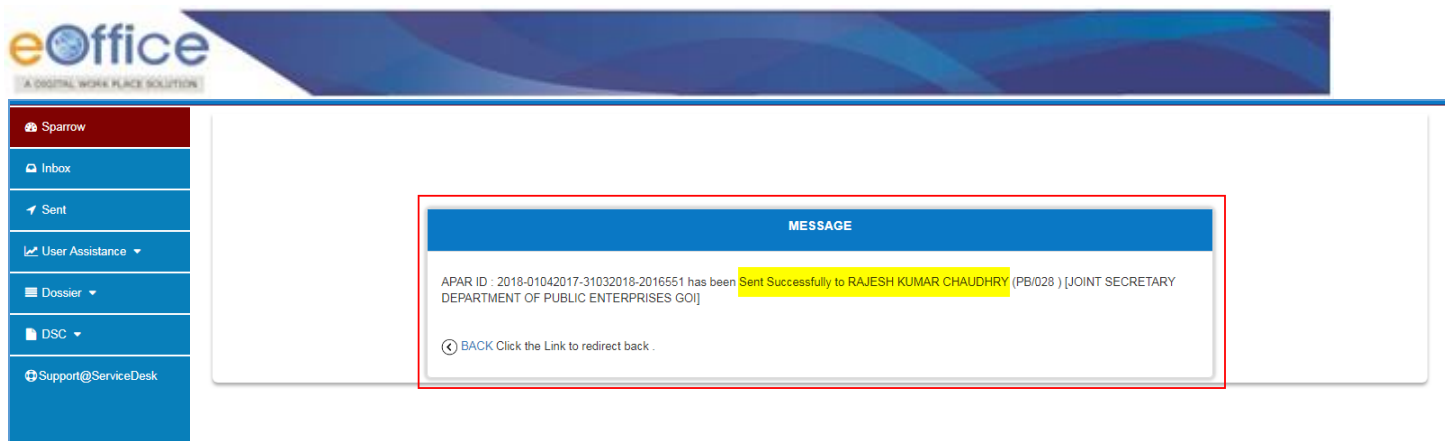 eOffice
A DIGITAL WORK PLACE SOLUTION
Sparrow
Inbox
Sent
User Assistance
Dossier
DSC
Support@ServiceDesk
MESSAGE
APAR ID : 2018-01042017-31032018-2016551 has been Sent Successfully to RAJESH KUMAR CHAUDHRY (PB/028 ) [JOINT SECRETARY
DEPARTMENT OF PUBLIC ENTERPRISES GOI]
BACK Click the Link to redirect back .